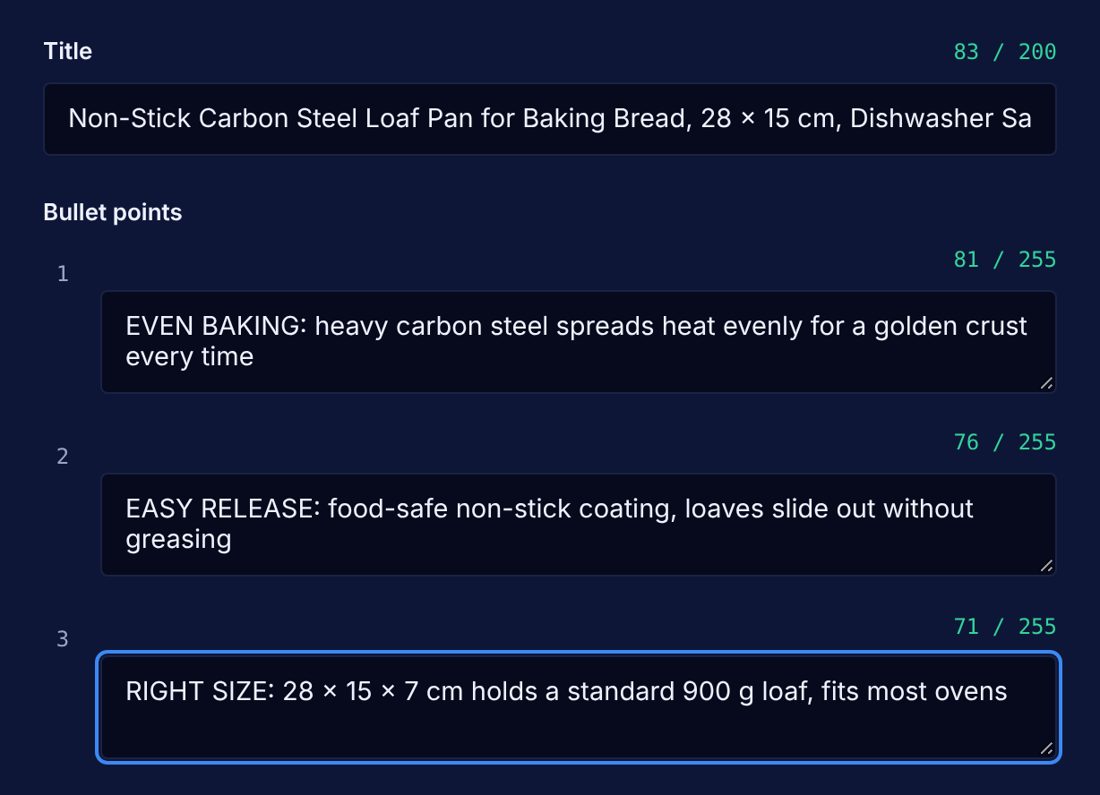 Title
83 / 200
Non-Stick Carbon Steel Loaf Pan for Baking Bread, 28 × 15 cm, Dishwasher Sa
Bullet points
1
81 / 255
EVEN BAKING: heavy carbon steel spreads heat evenly for a golden crust
every time
2
76 / 255
EASY RELEASE: food-safe non-stick coating, loaves slide out without
greasing
3
71 / 255
RIGHT SIZE: 28 × 15 × 7 cm holds a standard 900 g loaf, fits most ovens